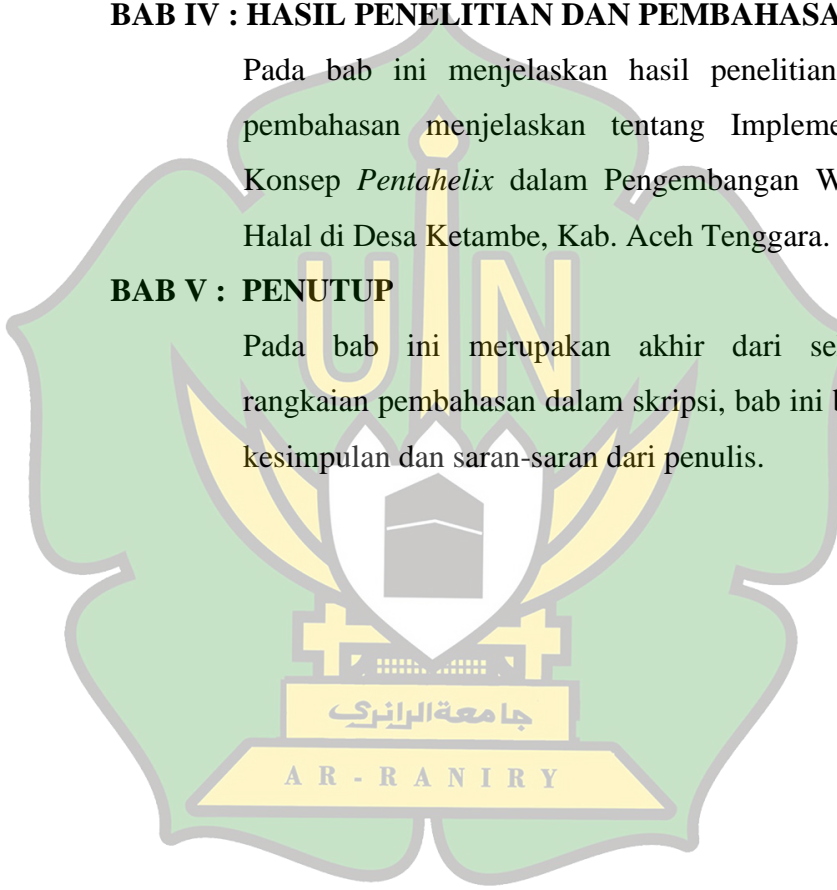 BAB IV : HASIL PENELITIAN DAN PEMBAHASA
Pada bab ini menjelaskan hasil penelitian
pembahasan menjelaskan tentang Impleme
Konsep Pentahelix dalam Pengembangan W
Halal di Desa Ketambe, Kab. Aceh Tenggara.
BAB V : PENUTUP
Pada bab ini merupakan akhir dari se
rangkaian pembahasan dalam skripsi, bab ini b
kesimpulan dan saran-saran dari penulis.
UIN
جامعةالرانري
AR-RANIRY